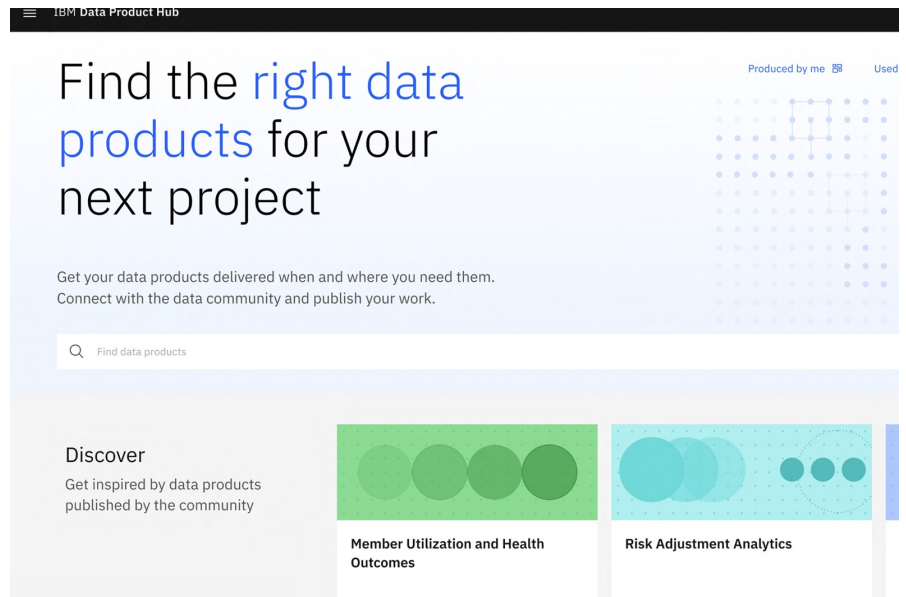 IBM Data Product Hub
Produced by me
Used
Find the right data
products for your
next project
Get your data products delivered when and where you need them.
Connect with the data community and publish your work.
Find data products
Discover
Get inspired by data products
published by the community
Member Utilization and Health
Outcomes
Risk Adjustment Analytics